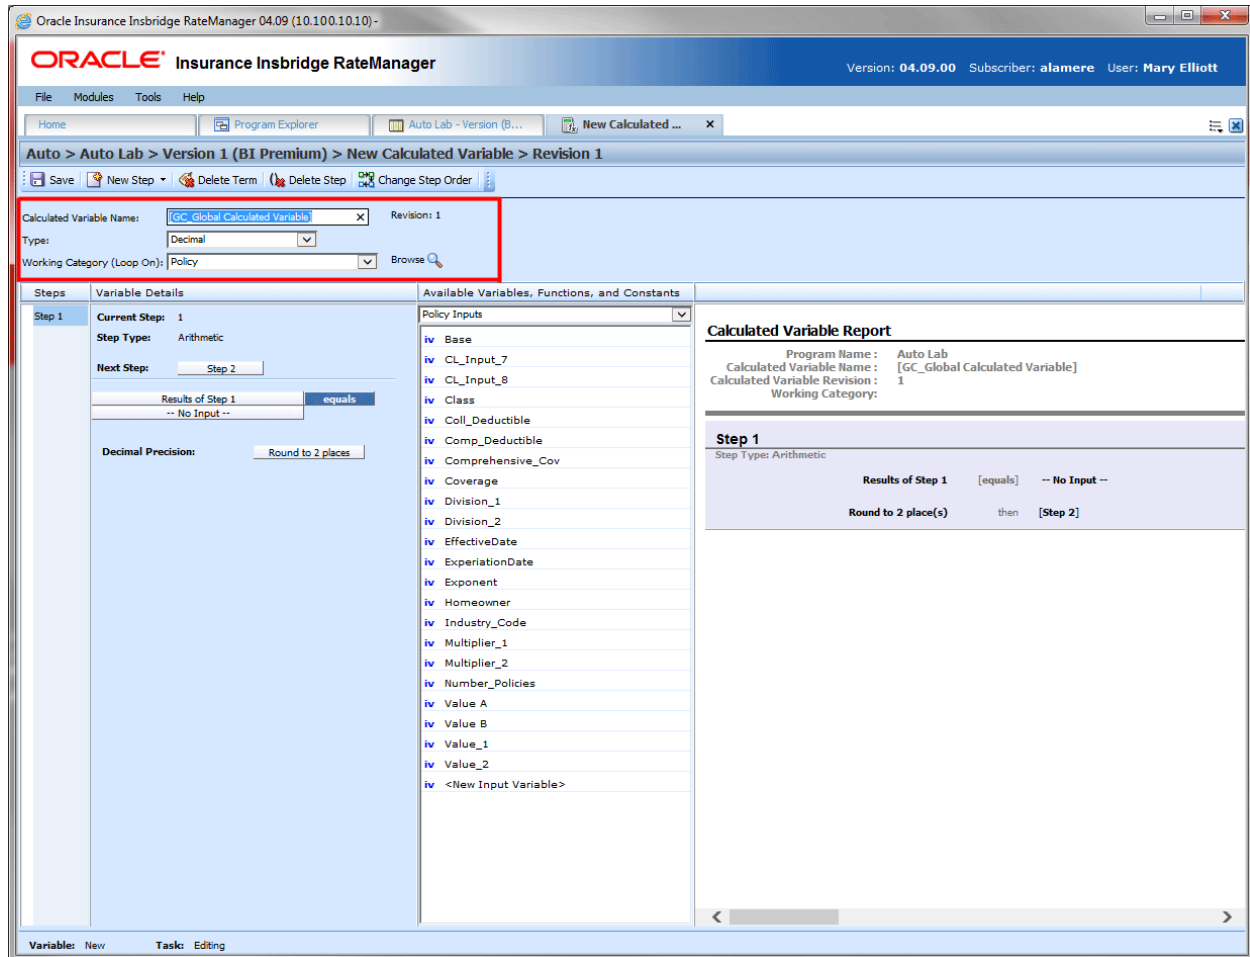 Oracle Insurance Insbridge RateManager 04.09 (10.100.10.10) -
ORACLE Insurance Insbridge RateManager
Version: 04.09.00 Subscriber: alamere User: Mary Elliott
File Modules Tools Help
Home Program Explorer Auto Lab - Version (B... New Calculated ...
Auto > Auto Lab > Version 1 (BI Premium) > New Calculated Variable > Revision 1
Save New Step Delete Term Delete Step Change Step Order
Calculated Variable Name: [GC_Global Calculated Variable] Revision: 1
Type: Decimal
Working Category (Loop On): Policy Browse
Steps Variable Details Available Variables, Functions, and Constants
Step 1
Current Step: 1
Step Type: Arithmetic
Next Step: Step 2
Results of Step 1 equals
-- No Input --
Decimal Precision: Round to 2 places
Policy Inputs
iv Base
iv CL_Input_7
iv CL_Input_8
iv Class
iv Coll_Deductible
iv Comp_Deductible
iv Comprehensive_Cov
iv Coverage
iv Division_1
iv Division_2
iv EffectiveDate
iv ExperiationDate
iv Exponent
iv Homeowner
iv Industry_Code
iv Multiplier_1
iv Multiplier_2
iv Number_Policies
iv Value A
iv Value B
iv Value_1
iv Value_2
iv <New Input Variable>
Calculated Variable Report
Program Name : Auto Lab
Calculated Variable Name : [GC_Global Calculated Variable]
Calculated Variable Revision : 1
Working Category:
Step 1
Step Type: Arithmetic
Results of Step 1 [equals] -- No Input --
Round to 2 place(s) then [Step 2]
Variable: New Task: Editing